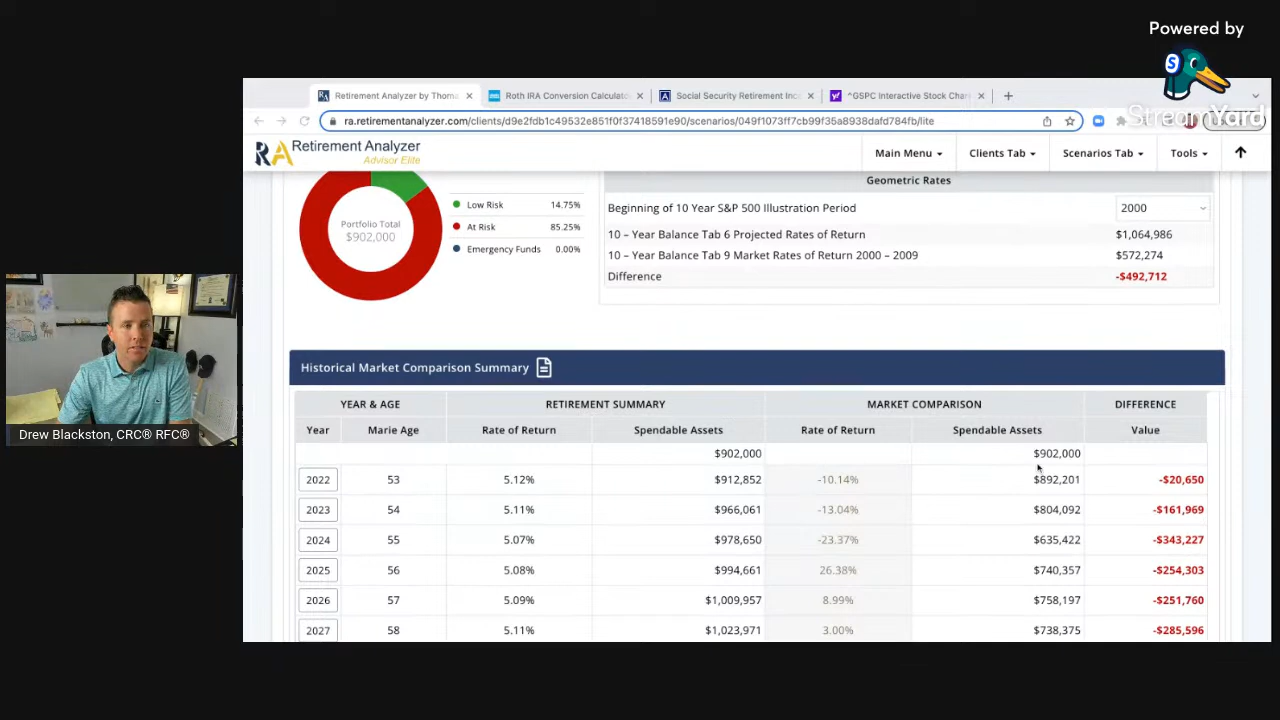 Powered by
S
StreamYard
Retirement Analyzer by Thoma
Roth IRA Conversion Calculat
Social Security Retirement Inc
^GSPC Interactive Stock Char
ra.retirementanalyzer.com/clients/d9e2fdb1c49532e851f0f37418591e90/scenarios/049f1073ff7cb99f35a8938dafd784fb/lite
RA Retirement Analyzer
Advisor Elite
Main Menu
Clients Tab
Scenarios Tab
Tools
Portfolio Total
$902,000
Low Risk 14.75%
At Risk 85.25%
Emergency Funds 0.00%
Geometric Rates
Beginning of 10 Year S&P 500 Illustration Period 2000
10 – Year Balance Tab 6 Projected Rates of Return $1,064,986
10 – Year Balance Tab 9 Market Rates of Return 2000 – 2009 $572,274
Difference -$492,712
Historical Market Comparison Summary
YEAR & AGE RETIREMENT SUMMARY MARKET COMPARISON DIFFERENCE
Year Marie Age Rate of Return Spendable Assets Rate of Return Spendable Assets Value
$902,000 $902,000
2022 53 5.12% $912,852 -10.14% $892,201 -$20,650
2023 54 5.11% $966,061 -13.04% $804,092 -$161,969
2024 55 5.07% $978,650 -23.37% $635,422 -$343,227
2025 56 5.08% $994,661 26.38% $740,357 -$254,303
2026 57 5.09% $1,009,957 8.99% $758,197 -$251,760
2027 58 5.11% $1,023,971 3.00% $738,375 -$285,596
Drew Blackston, CRC® RFC®